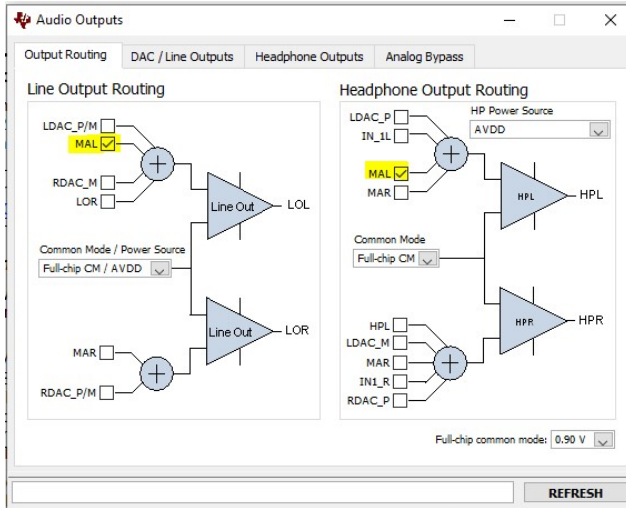 Audio Outputs
Output Routing DAC / Line Outputs Headphone Outputs Analog Bypass
Line Output Routing
LDAC_P/M
MAL
RDAC_M
LOR
Line Out
LOL
Common Mode / Power Source
Full-chip CM / AVDD
Line Out
LOR
MAR
RDAC_P/M
Headphone Output Routing
HP Power Source
AVDD
LDAC_P
IN_1L
MAL
MAR
HPL
HPL
Common Mode
Full-chip CM
HPR
HPR
HPL
LDAC_M
MAR
IN1_R
RDAC_P
Full-chip common mode: 0.90 V
REFRESH